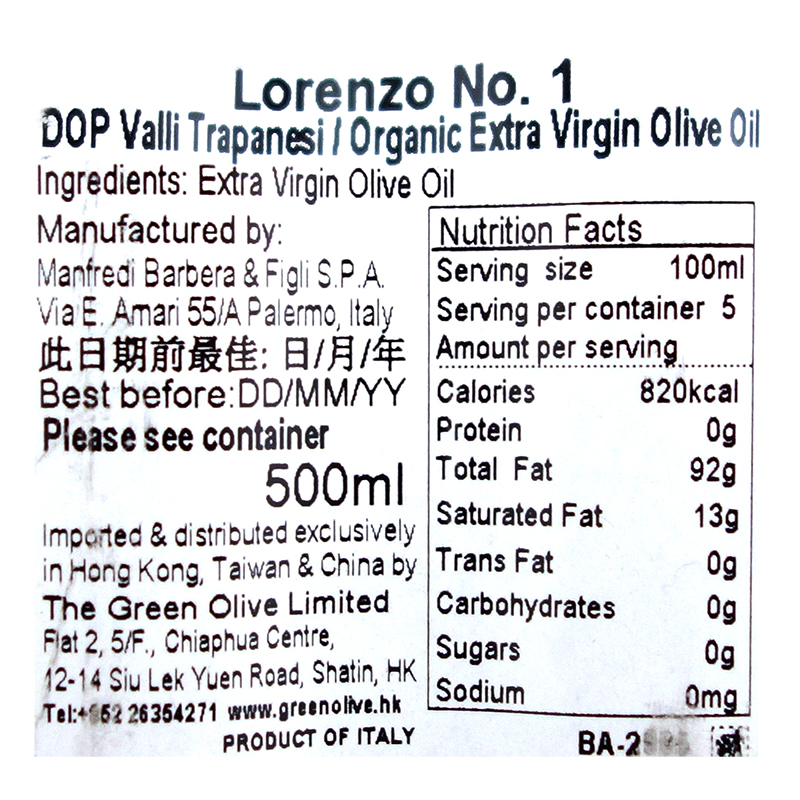 Lorenzo No. 1
DOP Valli Trapanesi / Organic Extra Virgin Olive Oil
Ingredients: Extra Virgin Olive Oil
Manufactured by:
Manfredi Barbera & Figli S.P.A.
Via E. Amari 55/A Palermo, Italy
此日期前最佳: 日/月/年
Best before:DD/MM/YY
Please see container
500ml
Imported & distributed exclusively
in Hong Kong, Taiwan & China by
The Green Olive Limited
Flat 2, 5/F., Chiaphua Centre,
12-14 Siu Lek Yuen Road, Shatin, HK
Tel:+852 26354271 www.greenolive.hk
PRODUCT OF ITALY
Nutrition Facts
Serving size 100ml
Serving per container 5
Amount per serving
Calories 820kcal
Protein 0g
Total Fat 92g
Saturated Fat 13g
Trans Fat 0g
Carbohydrates 0g
Sugars 0g
Sodium 0mg